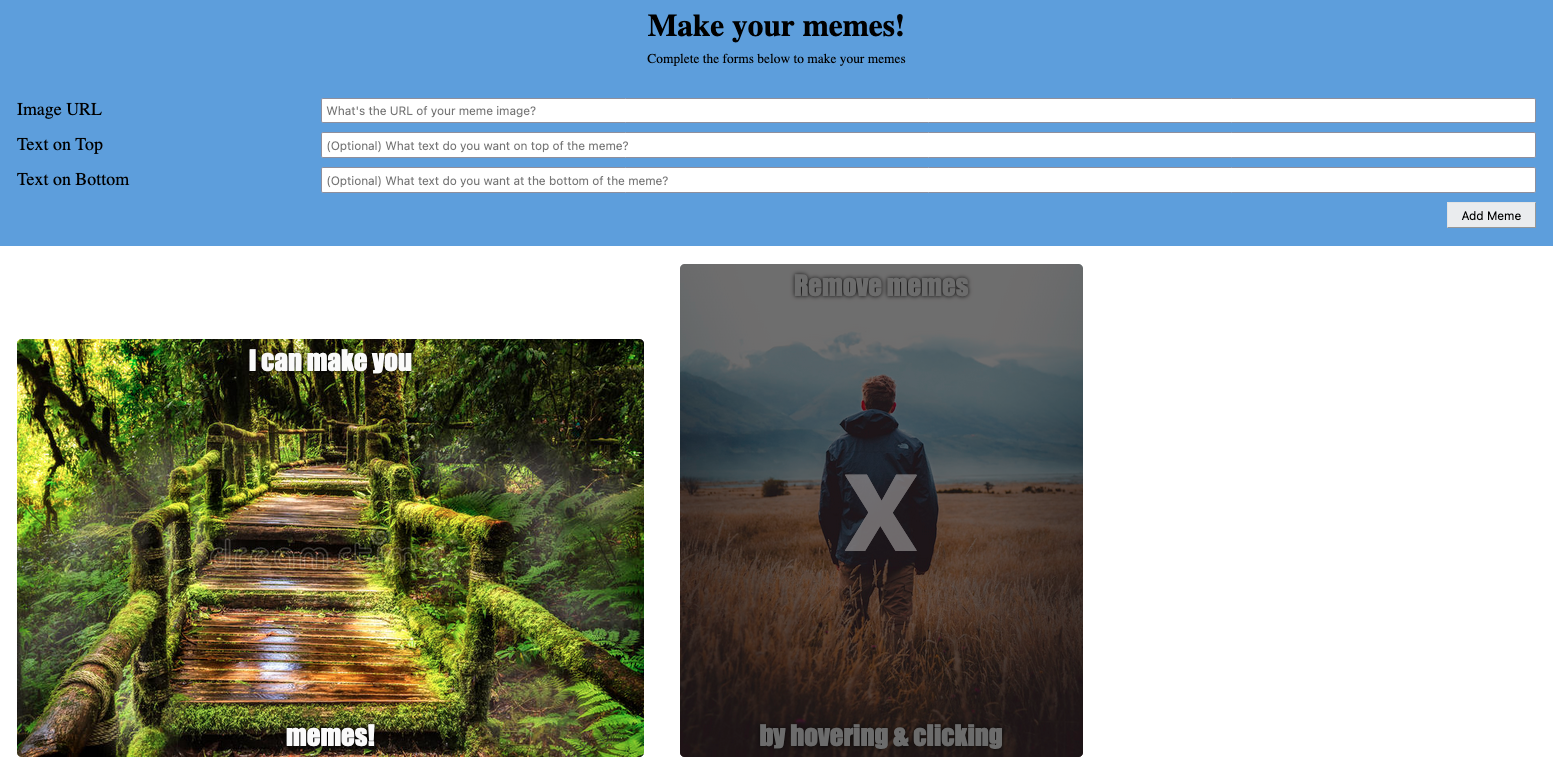 Make your memes!
Complete the forms below to make your memes
Image URL
What's the URL of your meme image?
Text on Top
(Optional) What text do you want on top of the meme?
Text on Bottom
(Optional) What text do you want at the bottom of the meme?
Add Meme
I can make you
memes!
Remove memes
X
by hovering & clicking